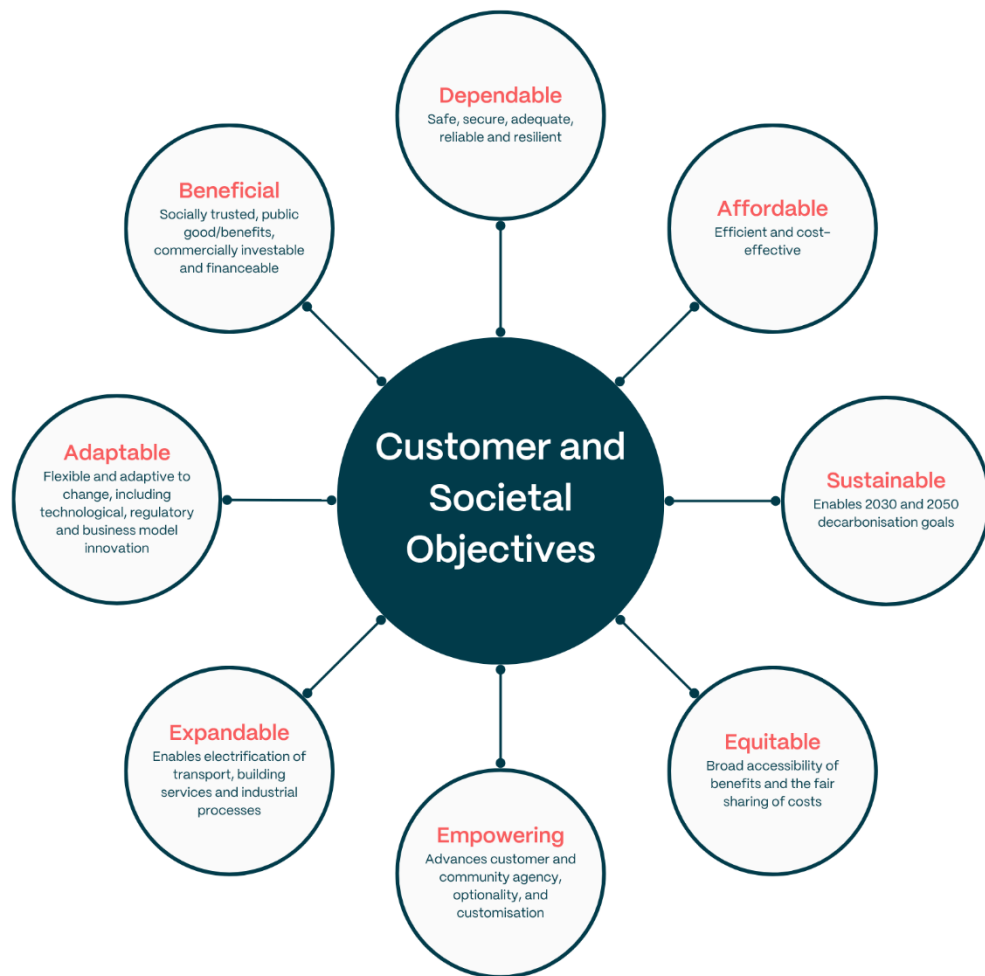 Dependable
Safe, secure, adequate,
reliable and resilient
Beneficial
Socially trusted, public
good/benefits,
commercially investable
and financeable
Affordable
Efficient and cost-
effective
Customer and
Societal
Objectives
Adaptable
Flexible and adaptive to
change, including
technological, regulatory
and business model
innovation
Sustainable
Enables 2030 and 2050
decarbonisation goals
Expandable
Enables electrification of
transport, building
services and industrial
processes
Equitable
Broad accessibility of
benefits and the fair
sharing of costs
Empowering
Advances customer and
community agency,
optionality, and
customisation